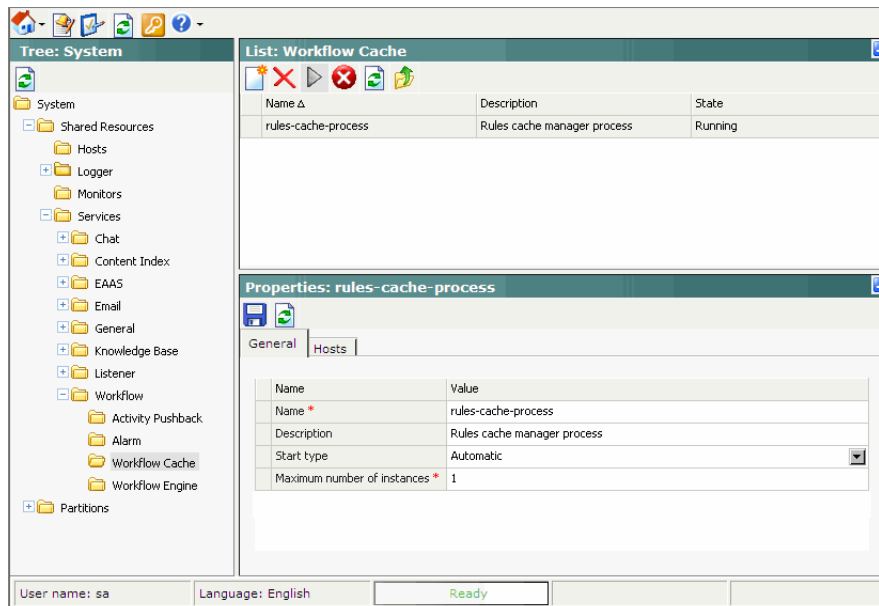 Tree: System
System
Shared Resources
Hosts
Logger
Monitors
Services
Chat
Content Index
EAAS
Email
General
Knowledge Base
Listener
Workflow
Activity Pushback
Alarm
Workflow Cache
Workflow Engine
Partitions
List: Workflow Cache
Name Description State
rules-cache-process Rules cache manager process Running
Properties: rules-cache-process
General Hosts
Name Value
Name * rules-cache-process
Description Rules cache manager process
Start type Automatic
Maximum number of instances * 1
User name: sa Language: English Ready